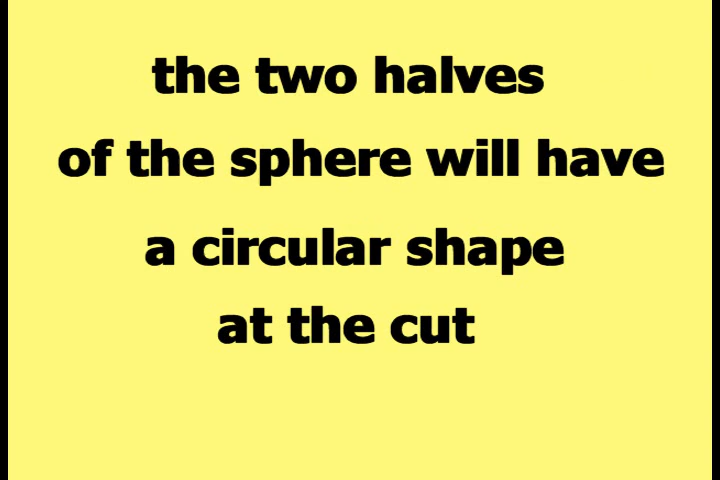 the two halves
of the sphere will have
a circular shape
at the cut